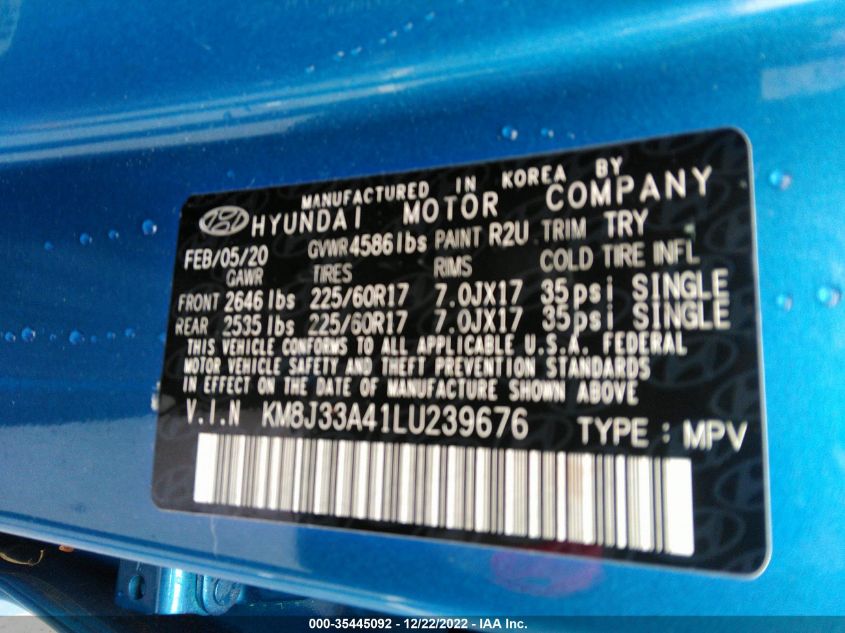 MANUFACTURED IN KOREA BY
HYUNDAI MOTOR COMPANY
FEB/05/20 GVWR 4586 lbs PAINT R2U TRIM TRY
GAWR TIRES RIMS COLD TIRE INFL
FRONT 2646 lbs 225/60R17 7.0JX17 35psi SINGLE
REAR 2535 lbs 225/60R17 7.0JX17 35psi SINGLE
THIS VEHICLE CONFORMS TO ALL APPLICABLE U.S.A. FEDERAL
MOTOR VEHICLE SAFETY AND THEFT PREVENTION STANDARDS
IN EFFECT ON THE DATE OF MANUFACTURE SHOWN ABOVE
V.I.N KM8J33A41LU239676 TYPE : MPV
000-35445092 - 12/22/2022 - © IAA Inc.